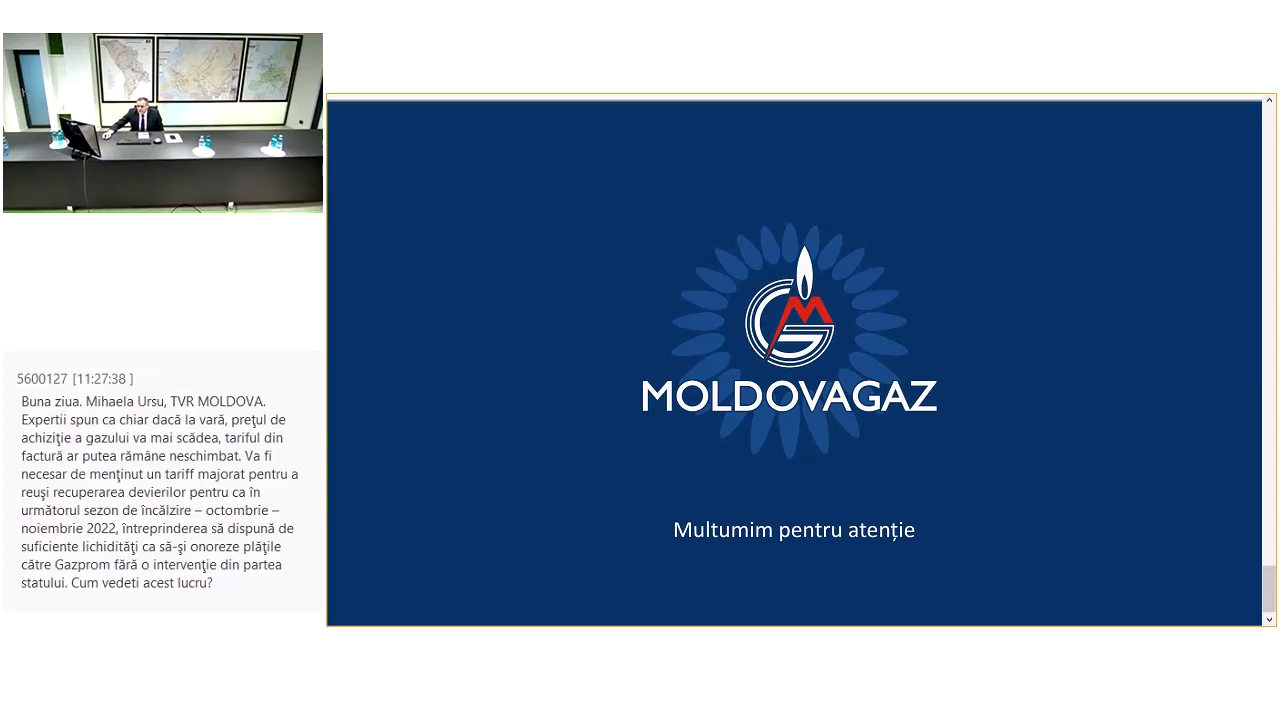 5600127 [11:27:38 ]
Buna ziua. Mihaela Ursu, TVR MOLDOVA.
Expertii spun ca chiar dacă la vară, preţul de
achiziţie a gazului va mai scădea, tariful din
factură ar putea rămâne neschimbat. Va fi
necesar de menţinut un tariff majorat pentru a
reuşi recuperarea devierilor pentru ca în
următorul sezon de încălzire – octombrie –
noiembrie 2022, întreprinderea să dispună de
suficiente lichidităţi ca să-şi onoreze plăţile
către Gazprom fără o intervenţie din partea
statului. Cum vedeti acest lucru?
MOLDOVAGAZ
Multumim pentru atenție